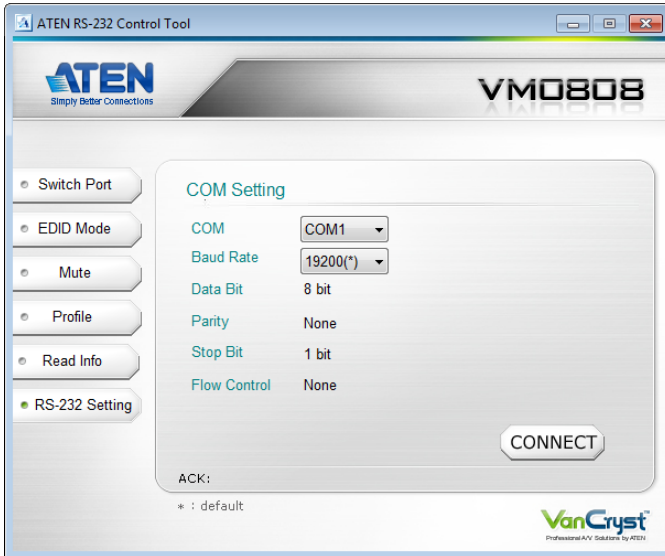 ATEN RS-232 Control Tool
ATEN
Simply Better Connections
VM0808
Switch Port
EDID Mode
Mute
Profile
Read Info
RS-232 Setting
COM Setting
COM COM1
Baud Rate 19200(*)
Data Bit 8 bit
Parity None
Stop Bit 1 bit
Flow Control None
CONNECT
ACK:
* : default
VanCryst™
Professional A/V Solutions by ATEN